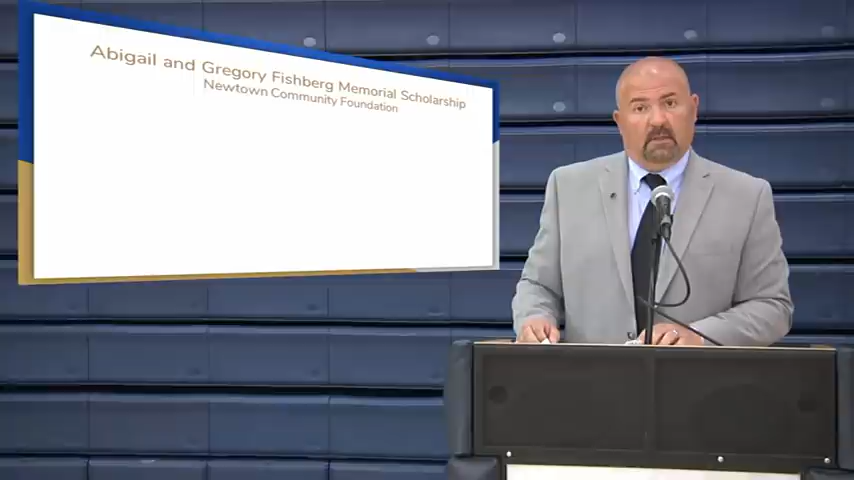 Abigail and Gregory Fishberg Memorial Scholarship
Newtown Community Foundation